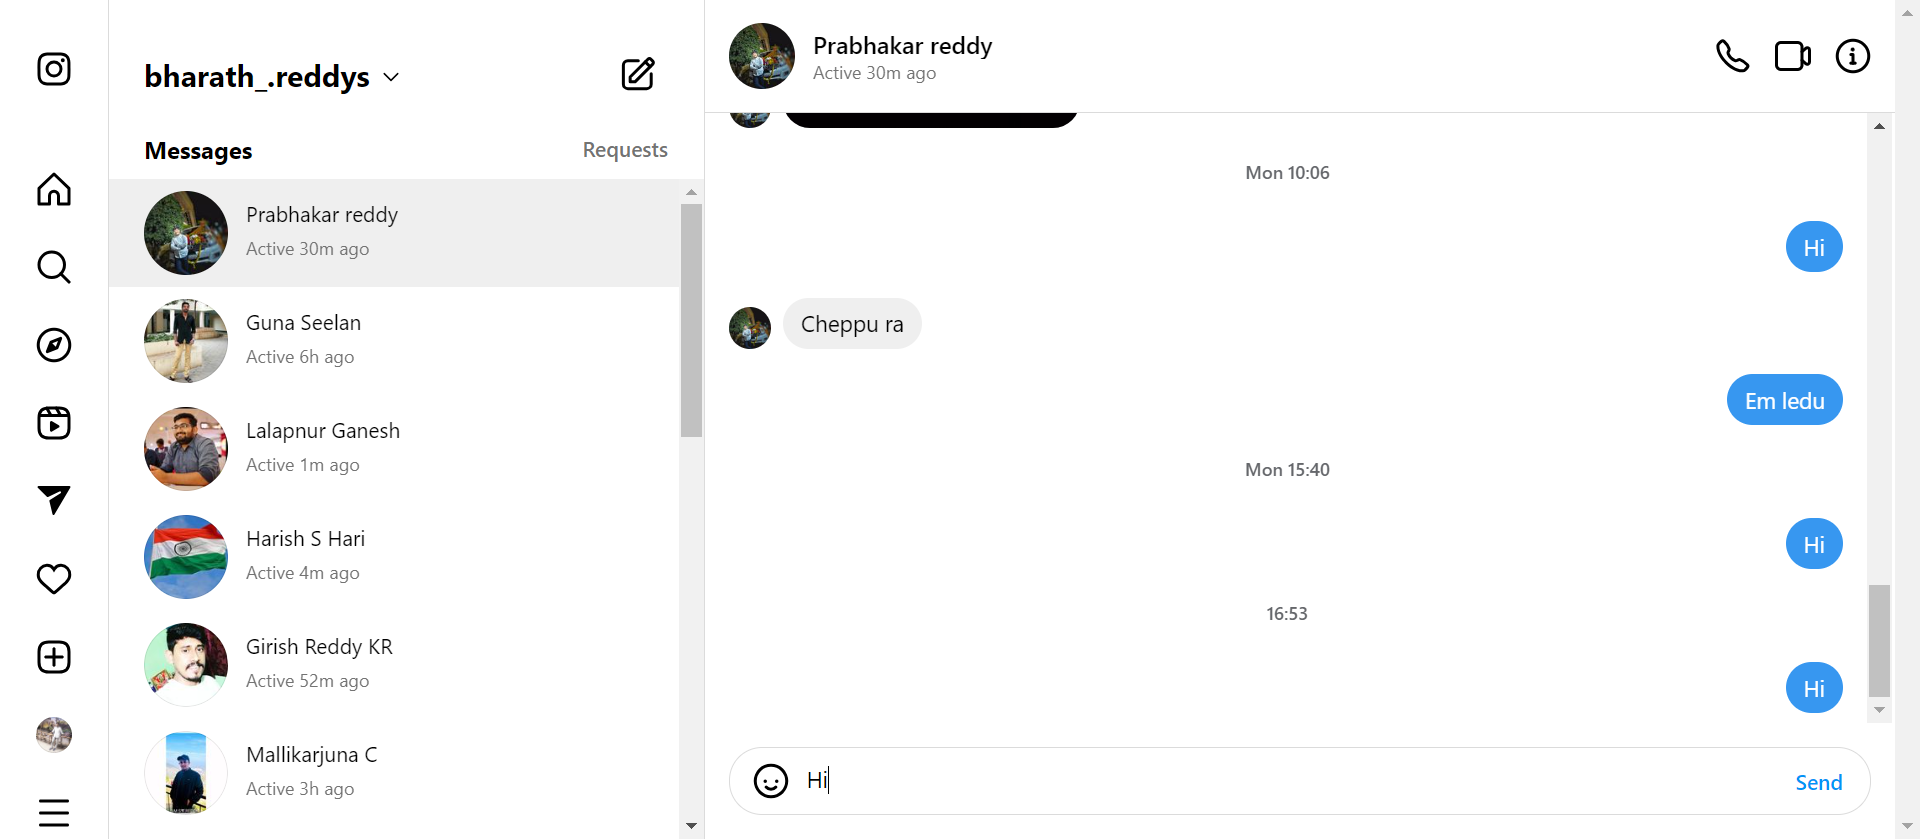 bharath_.reddys
Messages
Requests
Prabhakar reddy
Active 30m ago
Guna Seelan
Active 6h ago
Lalapnur Ganesh
Active 1m ago
Harish S Hari
Active 4m ago
Girish Reddy KR
Active 52m ago
Mallikarjuna C
Active 3h ago
Prabhakar reddy
Active 30m ago
Mon 10:06
Hi
Cheppu ra
Em ledu
Mon 15:40
Hi
16:53
Hi
Hi
Send